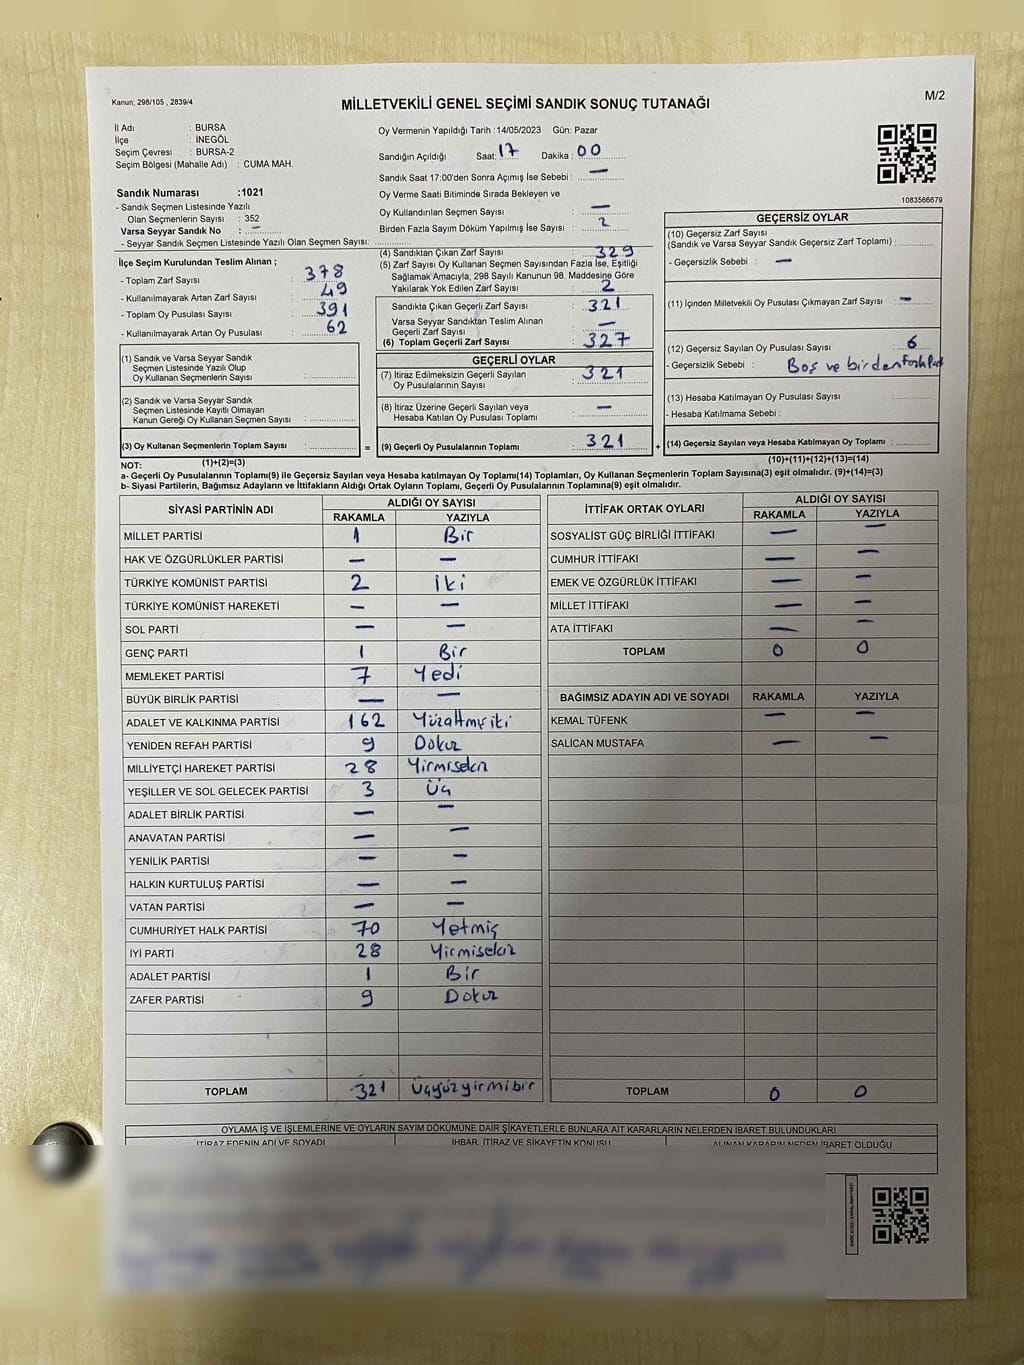 Kanun; 298/105 , 2839/4
MİLLETVEKİLİ GENEL SEÇİMİ SANDIK SONUÇ TUTANAĞI
M/2
İl Adı : BURSA
İlçe : İNEGÖL
Seçim Çevresi : BURSA-2
Seçim Bölgesi (Mahalle Adı) : CUMA MAH.
Oy Vermenin Yapıldığı Tarih :14/05/2023 Gün: Pazar
Sandığın Açıldığı Saat: 17 Dakika : 00
Sandık Saat 17:00'den Sonra Açımış İse Sebebi : —
Oy Verme Saati Bitiminde Sırada Bekleyen ve
Oy Kullandırılan Seçmen Sayısı : —
Birden Fazla Sayım Döküm Yapılmış İse Sayısı : 2
1083566679
Sandık Numarası :1021
- Sandık Seçmen Listesinde Yazılı
Olan Seçmenlerin Sayısı : 352
Varsa Seyyar Sandık No : –
- Seyyar Sandık Seçmen Listesinde Yazılı Olan Seçmen Sayısı:
İlçe Seçim Kurulundan Teslim Alınan ;
- Toplam Zarf Sayısı : 378
- Kullanılmayarak Artan Zarf Sayısı : 49
- Toplam Oy Pusulası Sayısı : 391
- Kullanılmayarak Artan Oy Pusulası : 62
(4) Sandıktan Çıkan Zarf Sayısı : 329
(5) Zarf Sayısı Oy Kullanan Seçmen Sayısından Fazla İse, Eşitliği
Sağlamak Amacıyla, 298 Sayılı Kanunun 98. Maddesine Göre
Yakılarak Yok Edilen Zarf Sayısı : 2
Sandıkta Çıkan Geçerli Zarf Sayısı : 321
Varsa Seyyar Sandıktan Teslim Alınan
Geçerli Zarf Sayısı : —
(6) Toplam Geçerli Zarf Sayısı : 327
GEÇERSİZ OYLAR
(10) Geçersiz Zarf Sayısı
(Sandık ve Varsa Seyyar Sandık Geçersiz Zarf Toplamı) :
- Geçersizlik Sebebi : —
(11) İçinden Milletvekili Oy Pusulası Çıkmayan Zarf Sayısı : –
(12) Geçersiz Sayılan Oy Pusulası Sayısı : 6
- Geçersizlik Sebebi : Boş ve birden
(13) Hesaba Katılmayan Oy Pusulası Sayısı :
- Hesaba Katılmama Sebebi :
(14) Geçersiz Sayılan veya Hesaba Katılmayan Oy Toplamı :
(10)+(11)+(12)+(13)=(14)
(1) Sandık ve Varsa Seyyar Sandık
Seçmen Listesinde Yazılı Olup
Oy Kullanan Seçmenlerin Sayısı :
(2) Sandık ve Varsa Seyyar Sandık
Seçmen Listesinde Kayıtlı Olmayan
Kanun Gereği Oy Kullanan Seçmen Sayısı :
(3) Oy Kullanan Seçmenlerin Toplam Sayısı : =
(1)+(2)=(3)
GEÇERLİ OYLAR
(7) İtiraz Edilmeksizin Geçerli Sayılan
Oy Pusulalarının Sayısı : 321
(8) İtiraz Üzerine Geçerli Sayılan veya
Hesaba Katılan Oy Pusulası Toplamı : —
(9) Geçerli Oy Pusulalarının Toplamı : 321 +
NOT:
a- Geçerli Oy Pusulalarının Toplamı(9) ile Geçersiz Sayılan veya Hesaba katılmayan Oy Toplamı(14) Toplamları, Oy Kullanan Seçmenlerin Toplam Sayısına(3) eşit olmalıdır. (9)+(14)=(3)
b- Siyasi Partilerin, Bağımsız Adayların ve İttifakların Aldığı Ortak Oyların Toplamı, Geçerli Oy Pusulalarının Toplamına(9) eşit olmalıdır.
SİYASİ PARTİNİN ADI ALDIĞI OY SAYISI
RAKAMLA YAZIYLA
MİLLET PARTİSİ 1 Bir
HAK VE ÖZGÜRLÜKLER PARTİSİ — —
TÜRKİYE KOMÜNİST PARTİSİ 2 İki
TÜRKİYE KOMÜNİST HAREKETİ — —
SOL PARTİ — —
GENÇ PARTİ 1 Bir
MEMLEKET PARTİSİ 7 Yedi
BÜYÜK BİRLİK PARTİSİ — —
ADALET VE KALKINMA PARTİSİ 162 Yüzaltmışiki
YENİDEN REFAH PARTİSİ 9 Dokuz
MİLLİYETÇİ HAREKET PARTİSİ 28 Yirmisekiz
YEŞİLLER VE SOL GELECEK PARTİSİ 3 Üç
ADALET BİRLİK PARTİSİ — —
ANAVATAN PARTİSİ — —
YENİLİK PARTİSİ — —
HALKIN KURTULUŞ PARTİSİ — —
VATAN PARTİSİ — —
CUMHURİYET HALK PARTİSİ 70 Yetmiş
İYİ PARTİ 28 Yirmisekiz
ADALET PARTİSİ 1 Bir
ZAFER PARTİSİ 9 Dokuz
TOPLAM 321 Üçyüzyirmibir
İTTİFAK ORTAK OYLARI ALDIĞI OY SAYISI
RAKAMLA YAZIYLA
SOSYALİST GÜÇ BİRLİĞİ İTTİFAKI — —
CUMHUR İTTİFAKI — —
EMEK VE ÖZGÜRLÜK İTTİFAKI — —
MİLLET İTTİFAKI — —
ATA İTTİFAKI — —
TOPLAM 0 0
BAĞIMSIZ ADAYIN ADI VE SOYADI RAKAMLA YAZIYLA
KEMAL TÜFENK — —
SALİCAN MUSTAFA — —
TOPLAM 0 0
OYLAMA İŞ VE İŞLEMLERİNE VE OYLARIN SAYIM DÖKÜMÜNE DAİR ŞİKAYETLERLE BUNLARA AİT KARARLARIN NELERDEN İBARET BULUNDUKLARI
İTİRAZ EDENİN ADI VE SOYADI İHBAR, İTİRAZ VE ŞİKAYETİN KONUSU ALINAN KARARIN NEDEN İBARET OLDUĞU